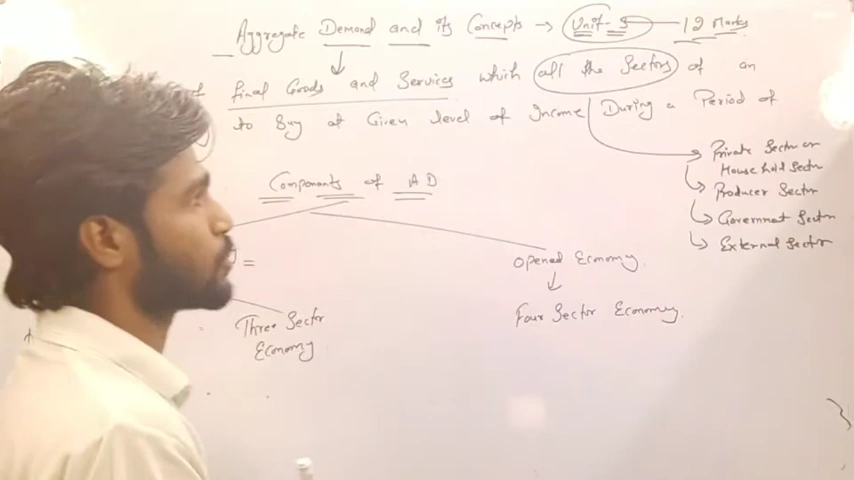 Aggregate Demand and its Concepts → Unit-3 — 12 Marks
final Goods and Services which all the Sectors of an
to Buy at Given level of Income During a Period of
Private Sector or
Household Sector
Producer Sector
Government Sector
External Sector
Components of AD
=
Opened Economy
Four Sector Economy
Three Sector
Economy